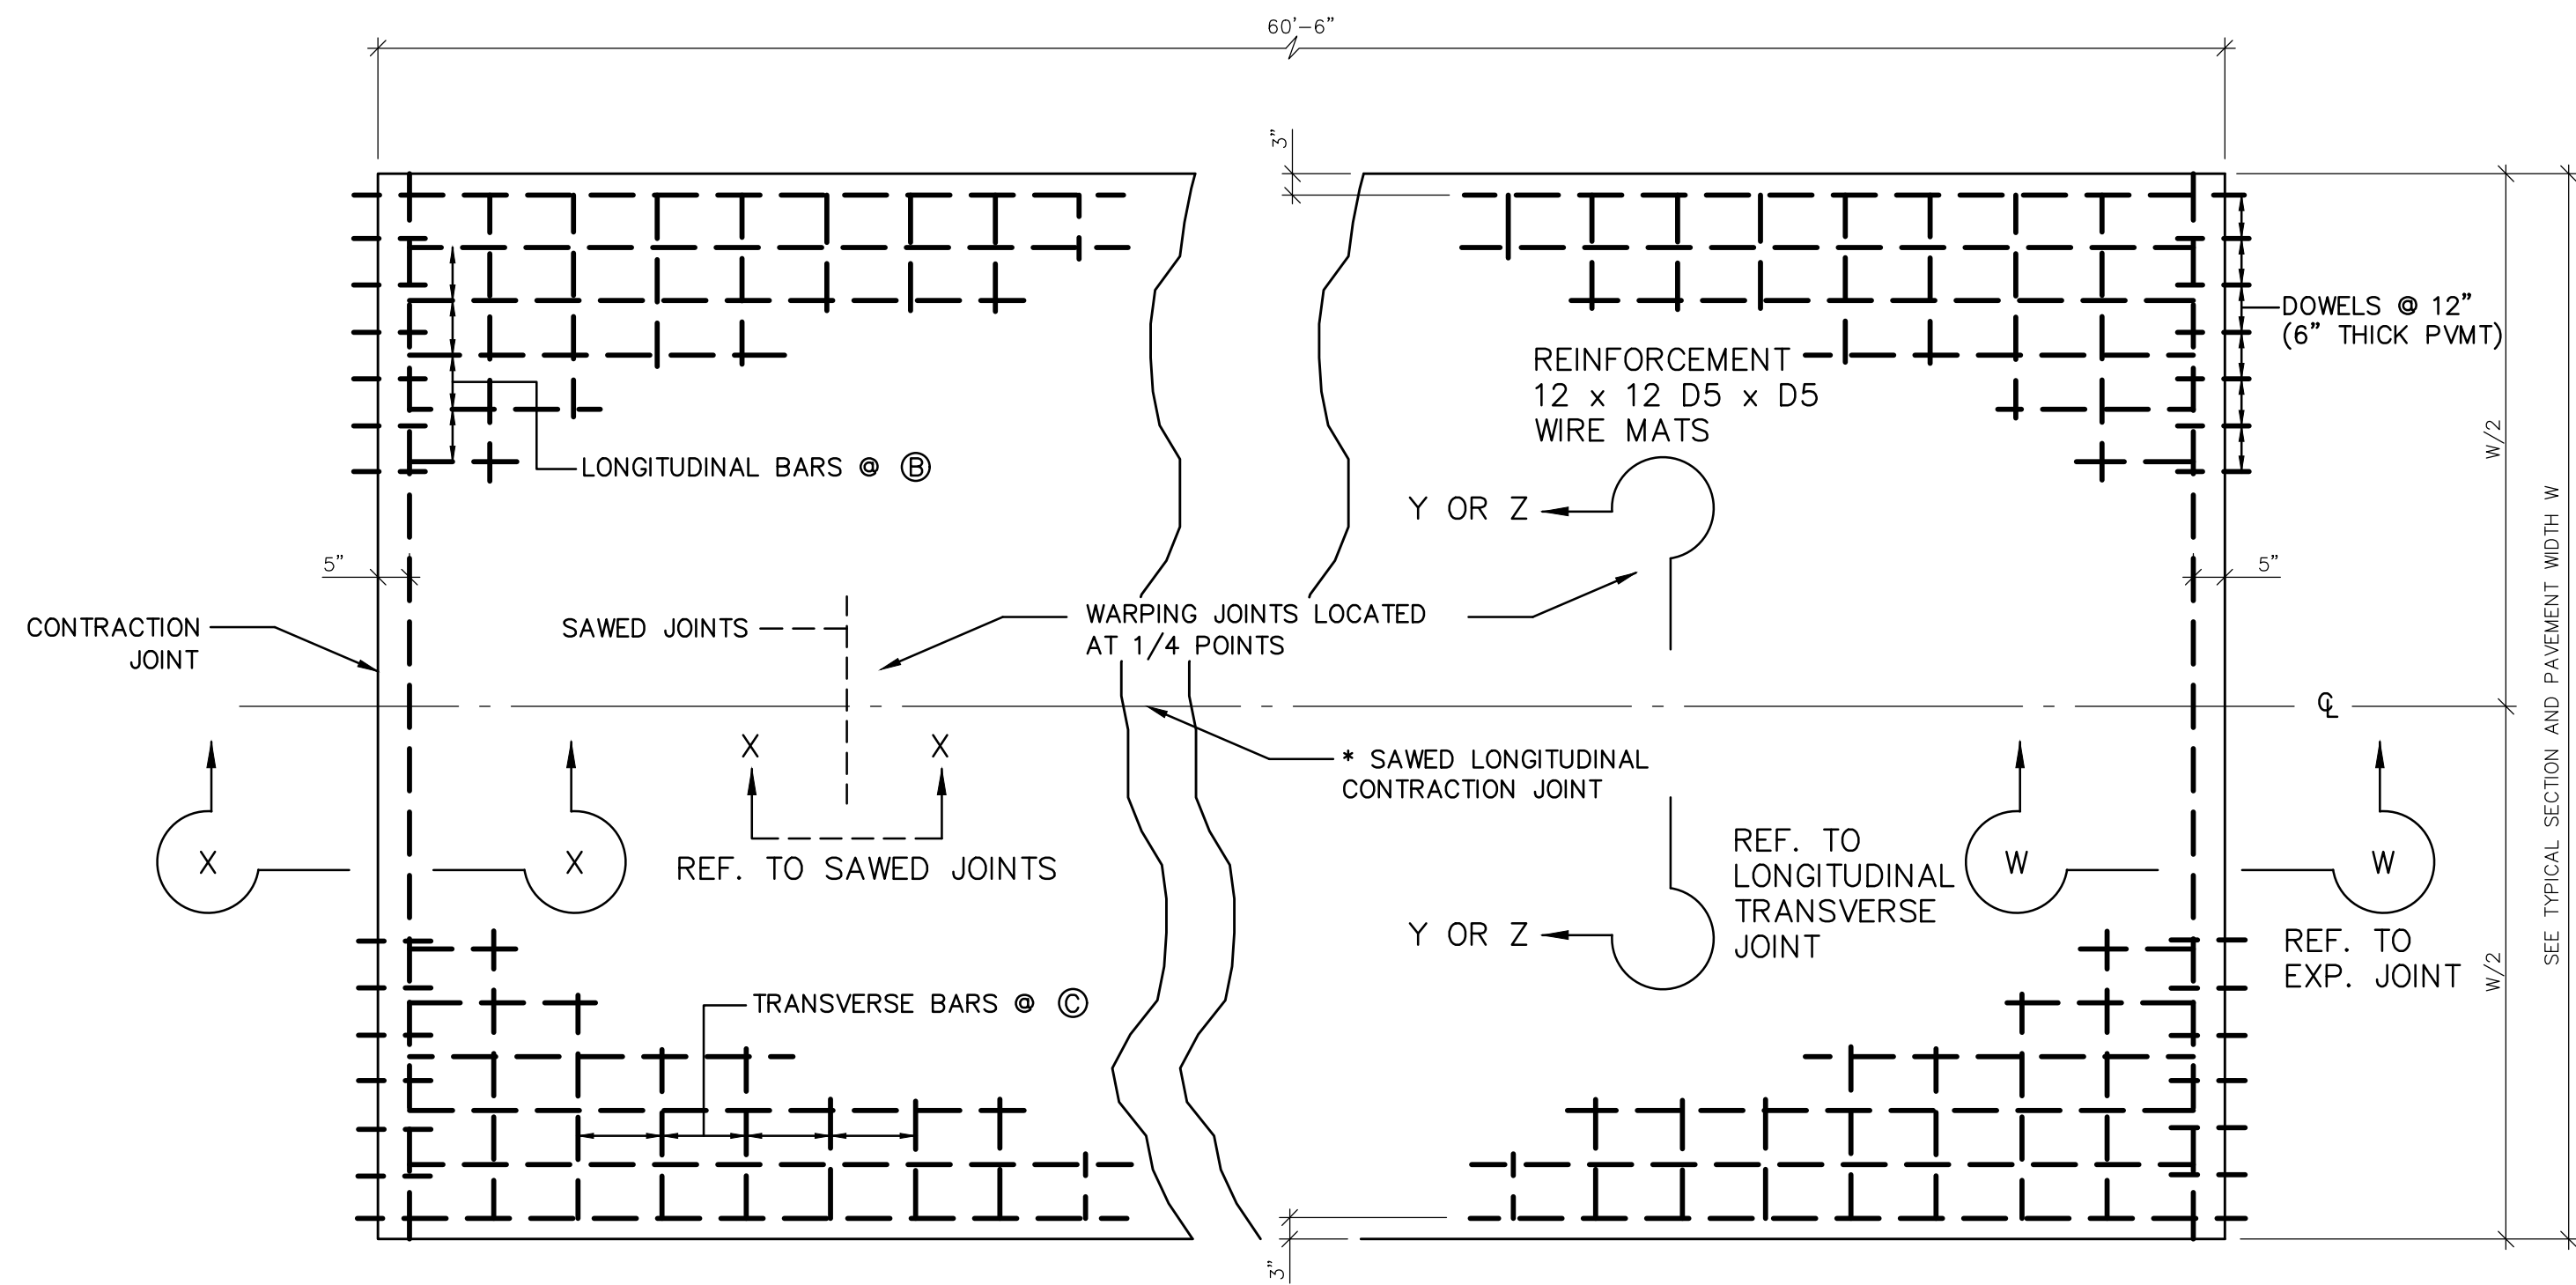 60'-6"
3"
DOWELS @ 12"
(6" THICK PVMT)
REINFORCEMENT
12 x 12 D5 x D5
WIRE MATS
LONGITUDINAL BARS @ Ⓑ
W/2
Y OR Z
5"
5"
SEE TYPICAL SECTION AND PAVEMENT WIDTH W
CONTRACTION
JOINT
SAWED JOINTS
WARPING JOINTS LOCATED
AT 1/4 POINTS
℄
X
X
* SAWED LONGITUDINAL
CONTRACTION JOINT
X
X
REF. TO SAWED JOINTS
REF. TO
LONGITUDINAL
TRANSVERSE
JOINT
W
W
Y OR Z
REF. TO
EXP. JOINT
W/2
TRANSVERSE BARS @ Ⓒ
3"